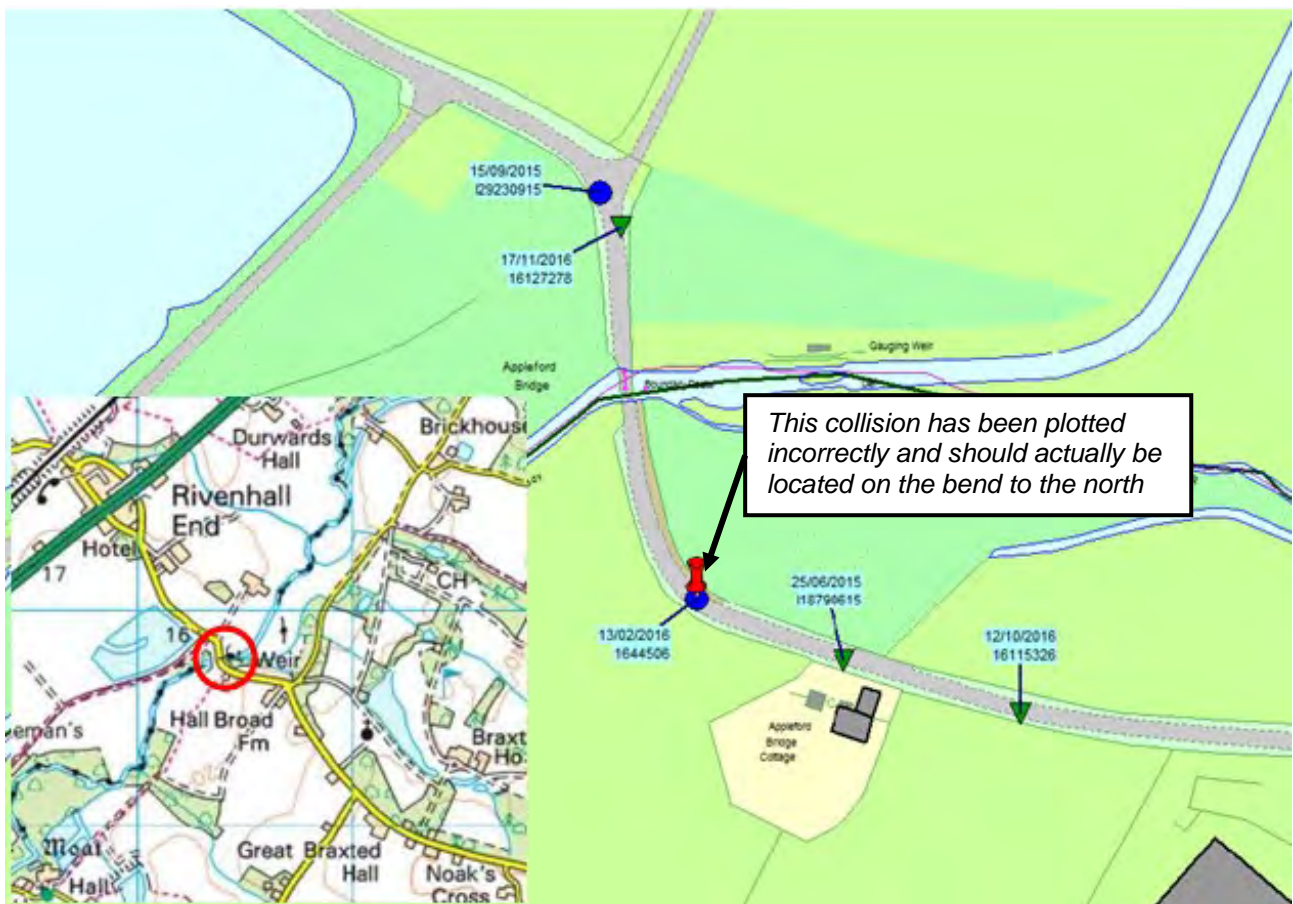 15/09/2015
I29230915
17/11/2016
16127278
Gauging Weir
Appleford
Bridge
This collision has been plotted
incorrectly and should actually be
located on the bend to the north
25/06/2015
I18790615
13/02/2016
1644506
12/10/2016
16115326
Appleford
Bridge
Cottage
Durwards
Hall
Brickhouse
Rivenhall
End
Hotel
17
CH
16
Weir
Hall Broad
Fm
eman's
Braxt
Ho
Moat
Hall
Great Braxted
Hall
Noak's
Cross